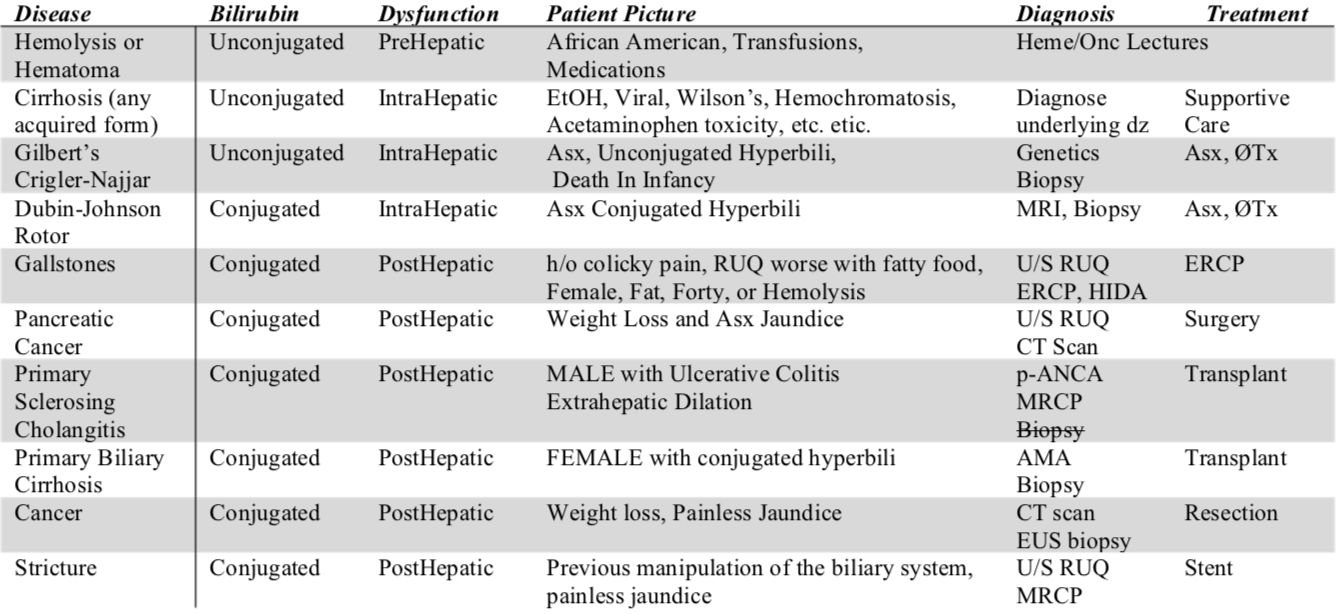 Disease Bilirubin Dysfunction Patient Picture Diagnosis Treatment
Hemolysis or Unconjugated PreHepatic African American, Transfusions, Heme/Onc Lectures
Hematoma Medications
Cirrhosis (any Unconjugated IntraHepatic EtOH, Viral, Wilson’s, Hemochromatosis, Diagnose Supportive
acquired form) Acetaminophen toxicity, etc. etic. underlying dz Care
Gilbert’s Unconjugated IntraHepatic Asx, Unconjugated Hyperbili, Genetics Asx, ØTx
Crigler-Najjar Death In Infancy Biopsy
Dubin-Johnson Conjugated IntraHepatic Asx Conjugated Hyperbili MRI, Biopsy Asx, ØTx
Rotor
Gallstones Conjugated PostHepatic h/o colicky pain, RUQ worse with fatty food, U/S RUQ ERCP
Female, Fat, Forty, or Hemolysis ERCP, HIDA
Pancreatic Conjugated PostHepatic Weight Loss and Asx Jaundice U/S RUQ Surgery
Cancer CT Scan
Primary Conjugated PostHepatic MALE with Ulcerative Colitis p-ANCA Transplant
Sclerosing Extrahepatic Dilation MRCP
Cholangitis Biopsy
Primary Biliary Conjugated PostHepatic FEMALE with conjugated hyperbili AMA Transplant
Cirrhosis Biopsy
Cancer Conjugated PostHepatic Weight loss, Painless Jaundice CT scan Resection
EUS biopsy
Stricture Conjugated PostHepatic Previous manipulation of the biliary system, U/S RUQ Stent
painless jaundice MRCP